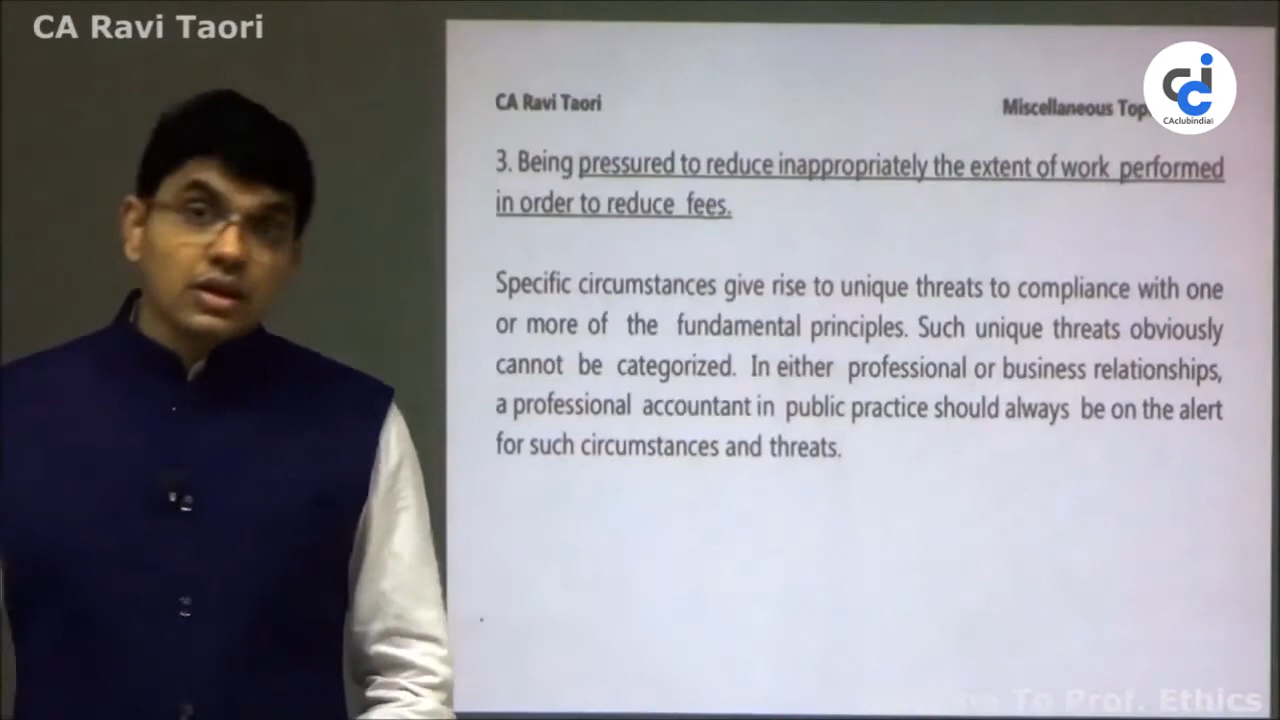 CA Ravi Taori
CA Ravi Taori
Miscellaneous
CAclubindia
3. Being pressured to reduce inappropriately the extent of work performed
in order to reduce fees.
Specific circumstances give rise to unique threats to compliance with one
or more of the fundamental principles. Such unique threats obviously
cannot be categorized. In either professional or business relationships,
a professional accountant in public practice should always be on the alert
for such circumstances and threats.
To Prof. Ethics